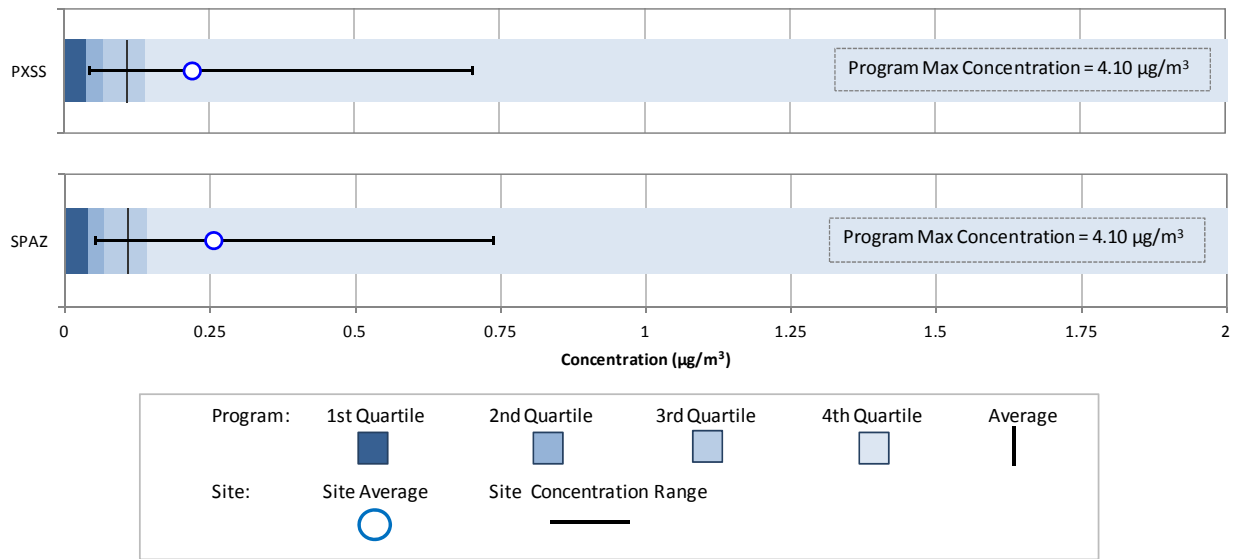 PXSS
Program Max Concentration = 4.10 µg/m³
SPAZ
Program Max Concentration = 4.10 µg/m³
0 0.25 0.5 0.75 1 1.25 1.5 1.75 2
Concentration (µg/m³)
Program: 1st Quartile 2nd Quartile 3rd Quartile 4th Quartile Average
Site: Site Average Site Concentration Range